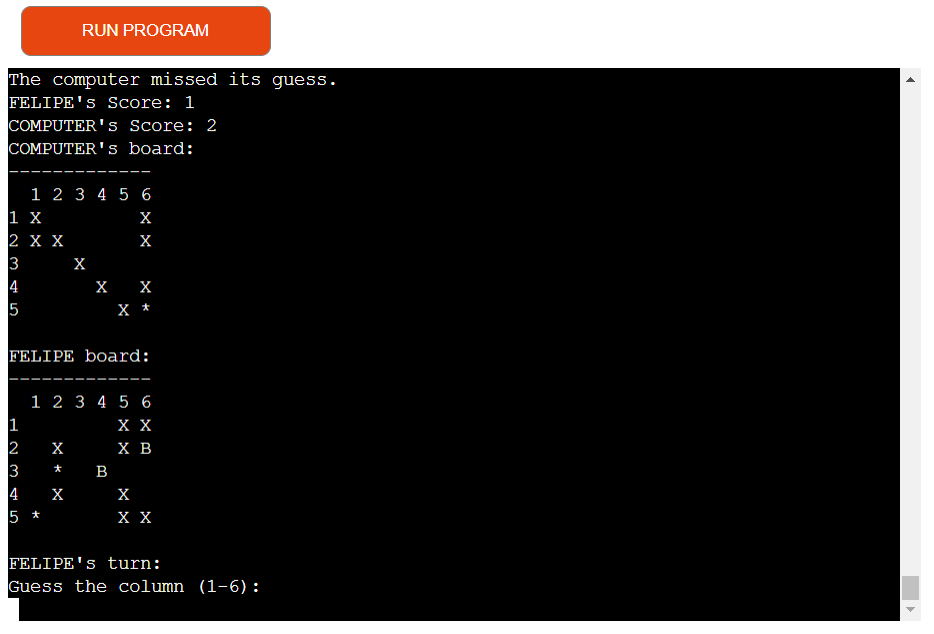 RUN PROGRAM
The computer missed its guess.
FELIPE's Score: 1
COMPUTER's Score: 2
COMPUTER's board:
-------------
  1 2 3 4 5 6
1 X         X
2 X X       X
3     X
4       X   X
5         X *

FELIPE board:
-------------
  1 2 3 4 5 6
1         X X
2   X     X B
3   *   B
4   X     X
5 *       X X

FELIPE's turn:
Guess the column (1-6):